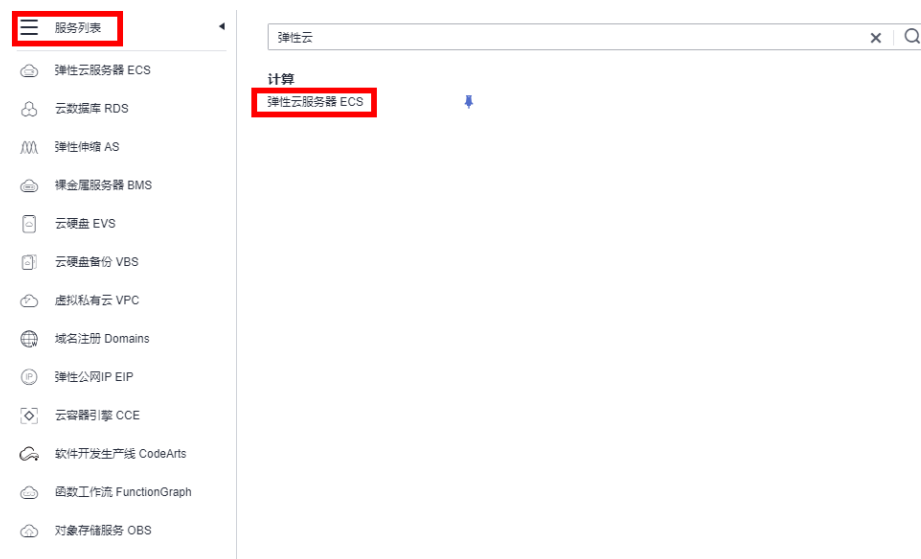 服务列表
弹性云服务器 ECS
云数据库 RDS
弹性伸缩 AS
裸金属服务器 BMS
云硬盘 EVS
云硬盘备份 VBS
虚拟私有云 VPC
域名注册 Domains
弹性公网IP EIP
云容器引擎 CCE
软件开发生产线 CodeArts
函数工作流 FunctionGraph
对象存储服务 OBS
弹性云
计算
弹性云服务器 ECS